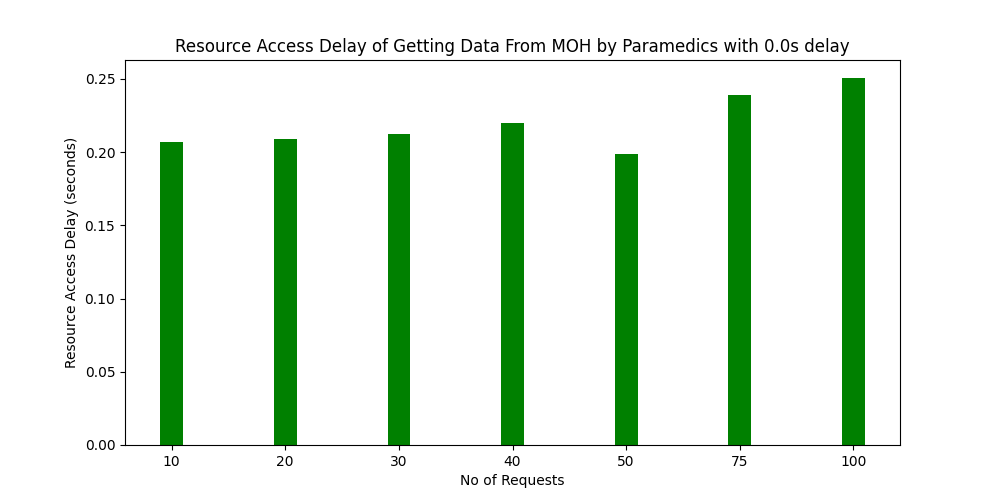 Resource Access Delay of Getting Data From MOH by Paramedics with 0.0s delay
Resource Access Delay (seconds)
0.25
0.20
0.15
0.10
0.05
0.00
10 20 30 40 50 75 100
No of Requests